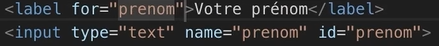 <label for="prenom">Votre prénom</label>
<input type="text" name="prenom" id="prenom">